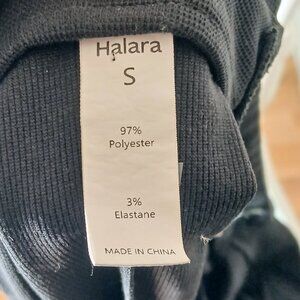 Halara
S
97%
Polyester
3%
Elastane
MADE IN CHINA